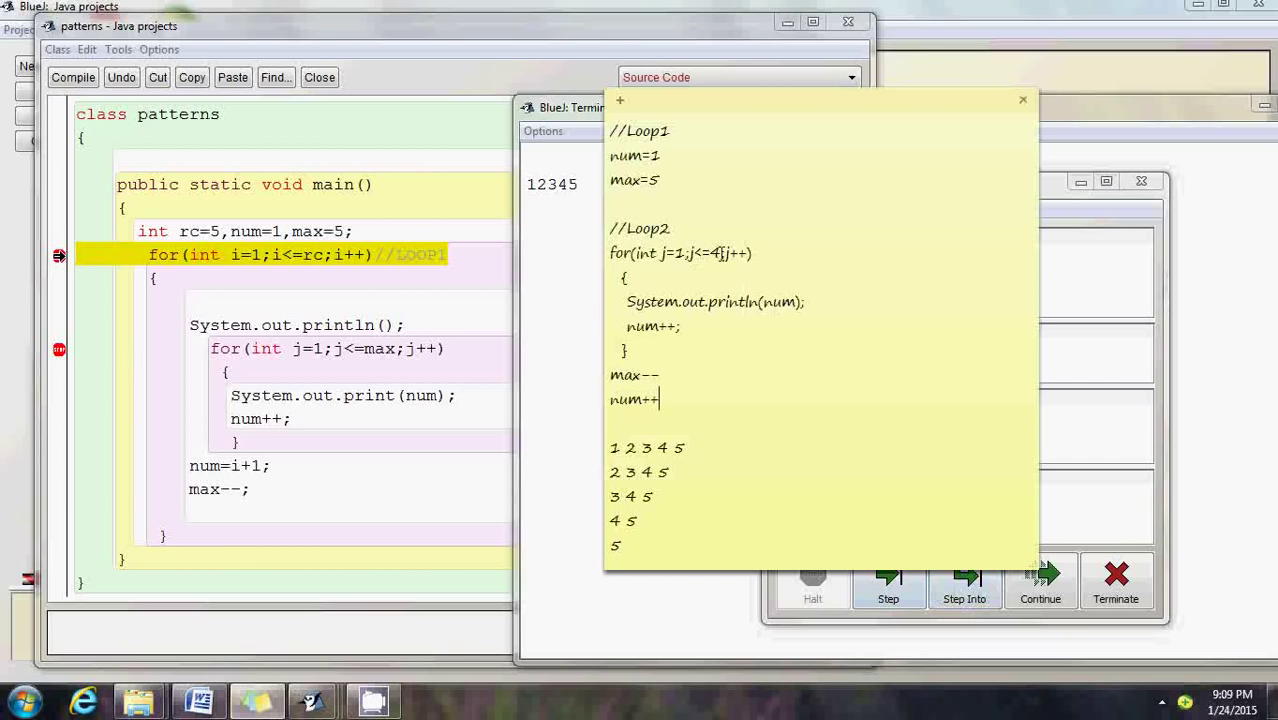 BlueJ: Java projects
Proje
patterns - Java projects
Class Edit Tools Options
Compile Undo Cut Copy Paste Find... Close
Source Code
class patterns
{
public static void main()
{
int rc=5,num=1,max=5;
for(int i=1;i<=rc;i++)//LOOP1
{
System.out.println();
for(int j=1;j<=max;j++)
{
System.out.print(num);
num++;
}
num=i+1;
max--;
}
}
}
STOP
Ne
BlueJ: Termin
Options
12345
+
//Loop1
num=1
max=5
//Loop2
for(int j=1;j<=4;j++)
{
System.out.println(num);
num++;
}
max--
num++
1 2 3 4 5
2 3 4 5
3 4 5
4 5
5
Halt Step Step Into Continue Terminate
9:09 PM
1/24/2015